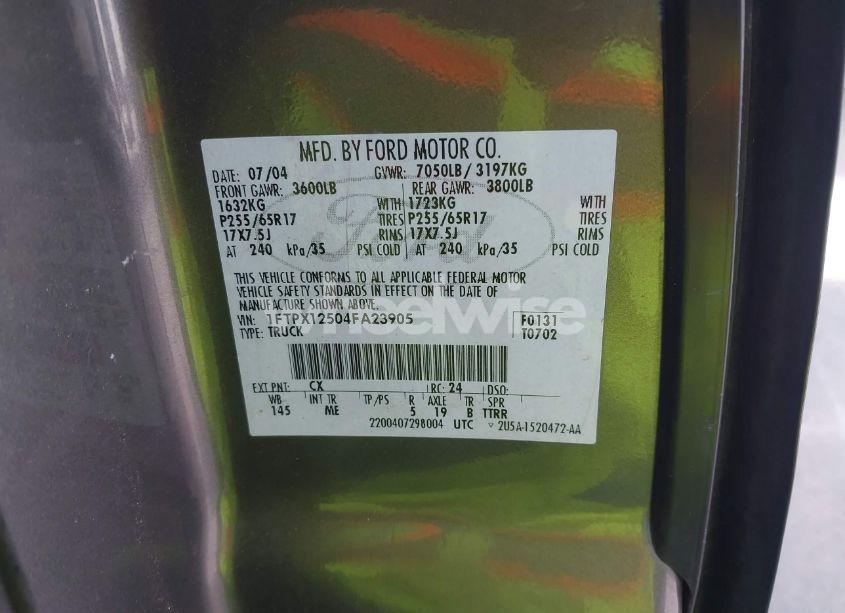 MFD. BY FORD MOTOR CO.
DATE: 07/04 GVWR: 7050LB/ 3197KG
FRONT GAWR: 3600LB REAR GAWR: 3800LB
1632KG WITH 1723KG WITH
P255/65R17 TIRES P255/65R17 TIRES
17X7.5J RIMS 17X7.5J RIMS
AT 240 kPa/35 PSI COLD AT 240 kPa/35 PSI COLD
THIS VEHICLE CONFORMS TO ALL APPLICABLE FEDERAL MOTOR
VEHICLE SAFETY STANDARDS IN EFFECT ON THE DATE OF
MANUFACTURE SHOWN ABOVE.
VIN: 1FTPX12504FA23905 F0131
TYPE: TRUCK T0702
EXT PNT: CX RC: 24 DSO:
WB INT TR TP/PS R AXLE TR SPR
145 ME 5 19 B TTRR
2200407298004 UTC ▽ 2U5A-1520472-AA
Ford
wheelwise